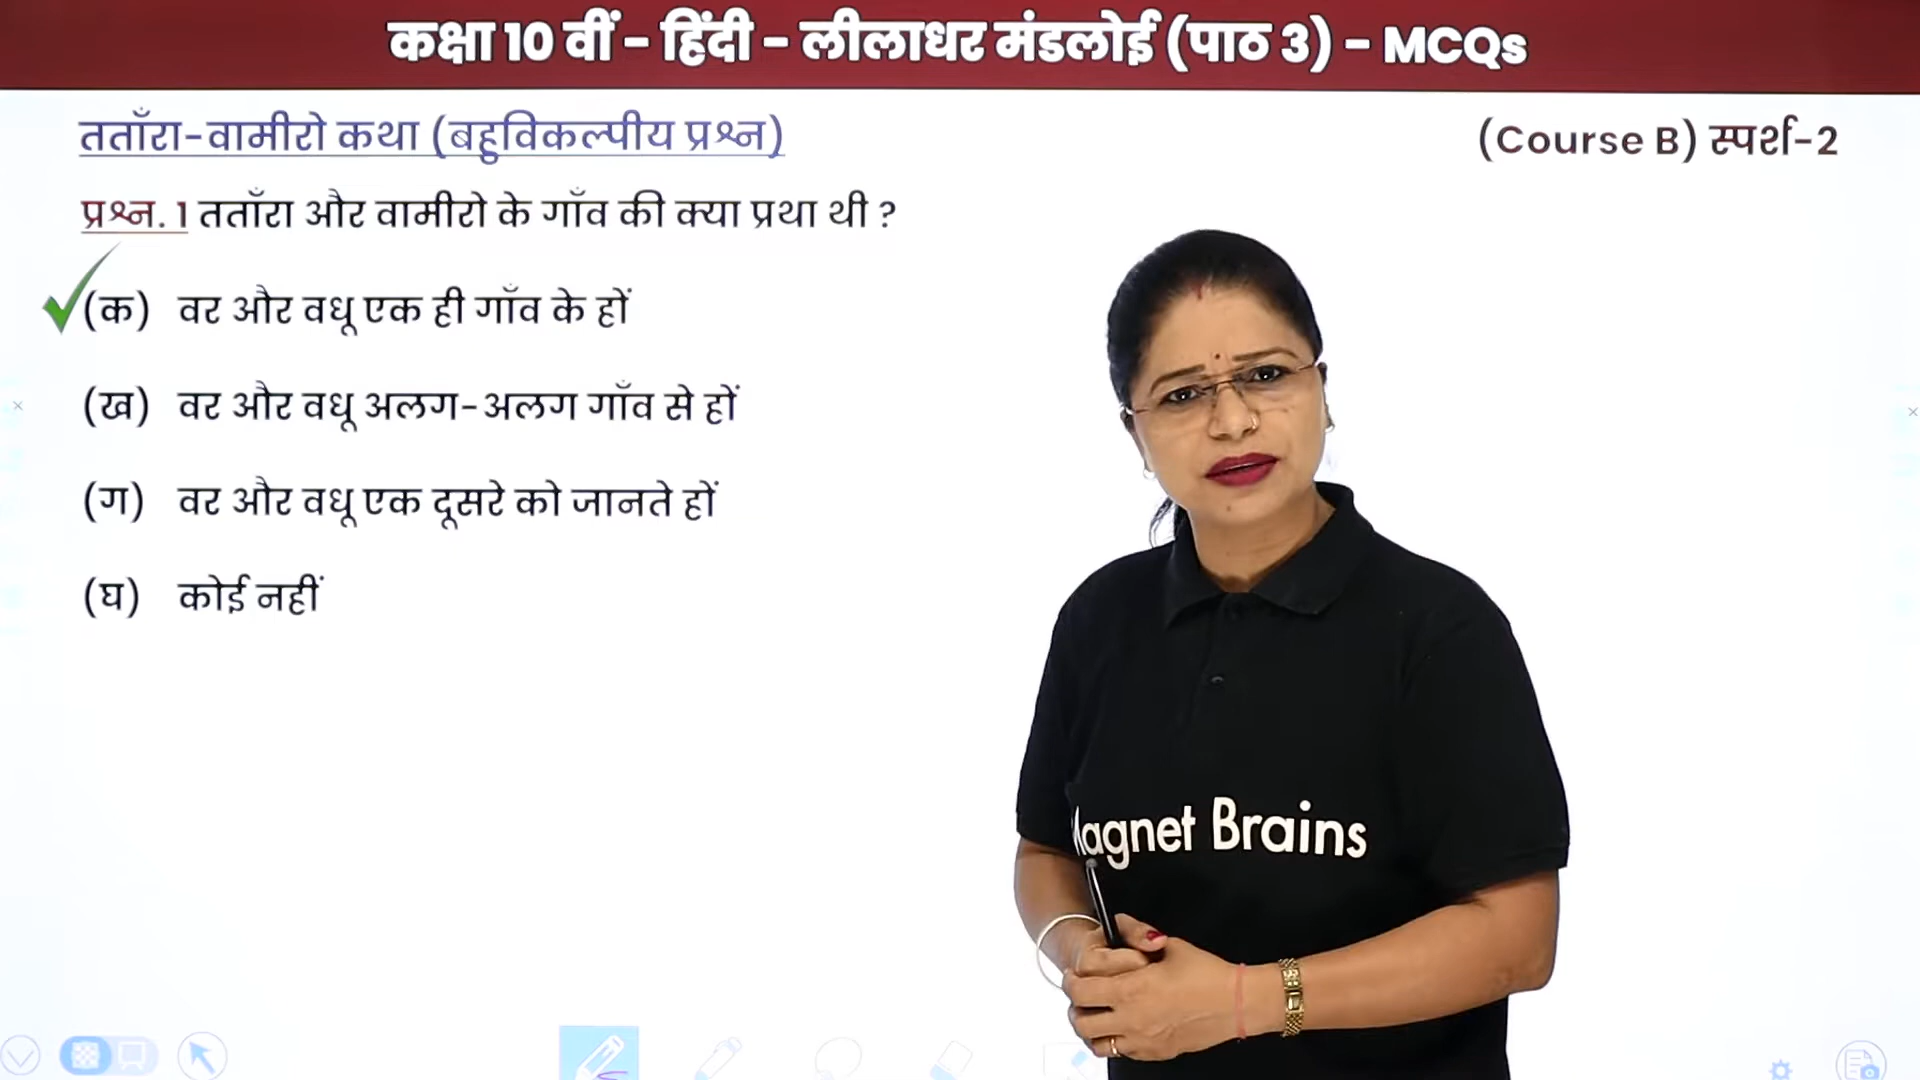 कक्षा 10 वीं - हिंदी - लीलाधर मंडलोई (पाठ 3) - MCQs
तताँरा-वामीरो कथा (बहुविकल्पीय प्रश्न)
(Course B) स्पर्श-2
प्रश्न. 1 तताँरा और वामीरो के गाँव की क्या प्रथा थी ?
(क) वर और वधू एक ही गाँव के हों
(ख) वर और वधू अलग-अलग गाँव से हों
(ग) वर और वधू एक दूसरे को जानते हों
(घ) कोई नहीं
Magnet Brains